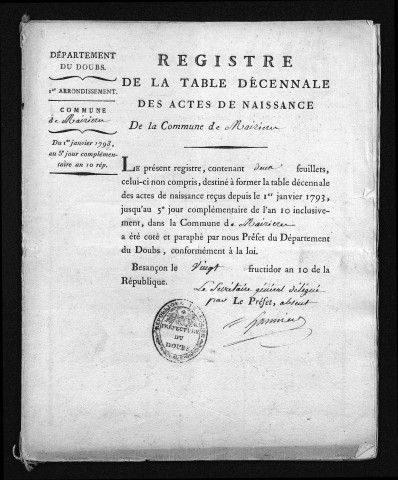 DÉPARTEMENT
DU DOUBS.
1er ARRONDISSEMENT.
COMMUNE
de Mairieu
Du 1er janvier 1793,
au 5e jour complémen-
taire an 10 rép.
REGISTRE
DE LA TABLE DÉCENNALE
DES ACTES DE NAISSANCE
De la Commune de Mairieu
LE présent registre, contenant deux feuillets,
celui-ci non compris, destiné à former la table décennale
des actes de naissance reçus depuis le 1er janvier 1793,
jusqu'au 5e jour complémentaire de l'an 10 inclusive-
ment, dans la Commune de Mairieu
a été coté et paraphé par nous Préfet du Département
du Doubs, conformément à la loi.
Besançon le Vingt fructidor an 10 de la
République.
Le Secrétaire général délégué
par Le Préfet, absent
PRÉFECTURE
DU
DOUBS